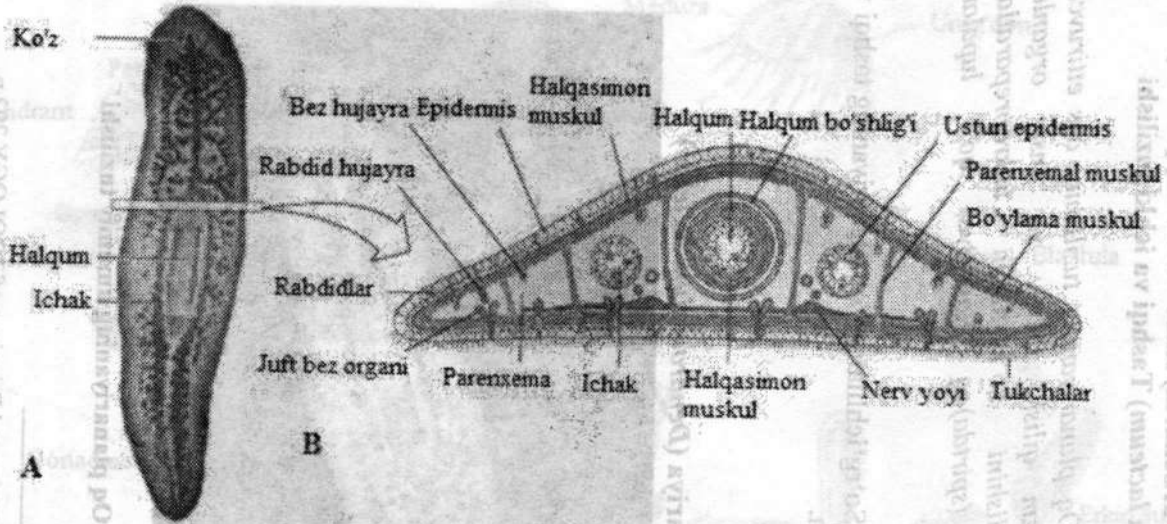 Ko'z
Halqum
Ichak
A
Bez hujayra
Epidermis
Halqasimon
muskul
Halqum
Halqum bo'shlig'i
Ustun epidermis
Rabdid hujayra
Parenxemal muskul
Bo'ylama muskul
Rabdidlar
Juft bez organi
Parenxema
Ichak
Halqasimon
muskul
Nerv yoyi
Tukchalar
B